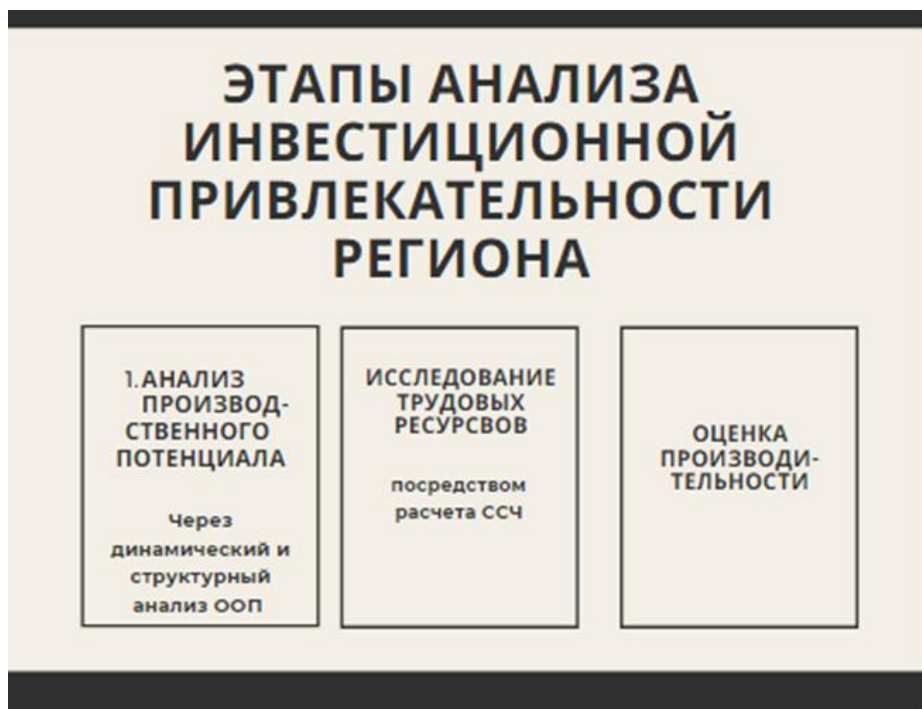 ЭТАПЫ АНАЛИЗА
ИНВЕСТИЦИОННОЙ
ПРИВЛЕКАТЕЛЬНОСТИ
РЕГИОНА
1. АНАЛИЗ
ПРОИЗВОД-
СТВЕННОГО
ПОТЕНЦИАЛА
Через
динамический и
структурный
анализ ООП
ИССЛЕДОВАНИЕ
ТРУДОВЫХ
РЕСУРСВОВ
посредством
расчета ССЧ
ОЦЕНКА
ПРОИЗВОДИ-
ТЕЛЬНОСТИ